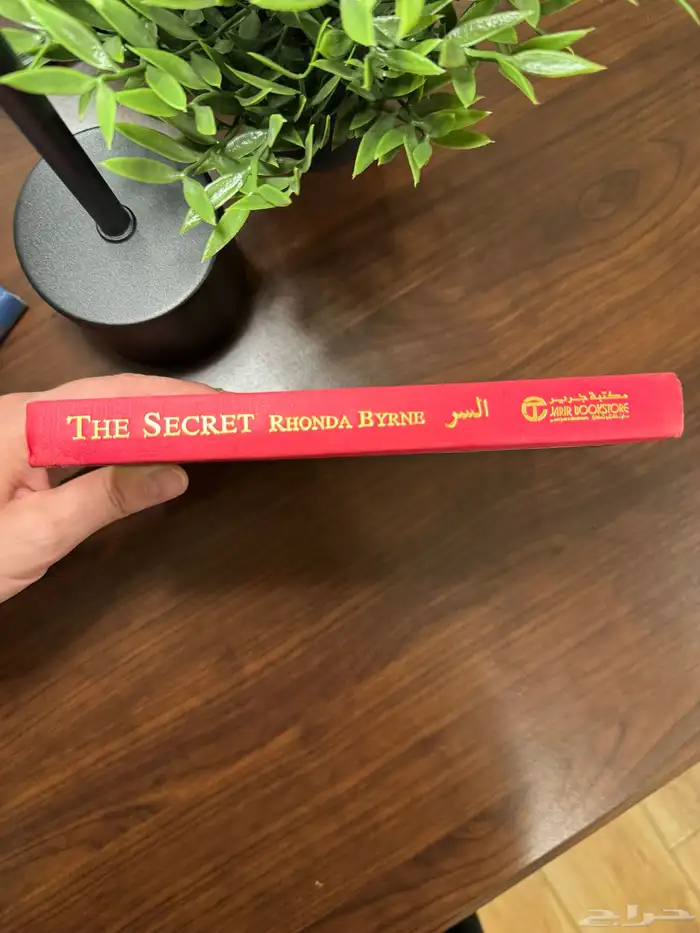 THE SECRET RHONDA BYRNE السر
مكتبة جرير
JARIR BOOKSTORE
حراج